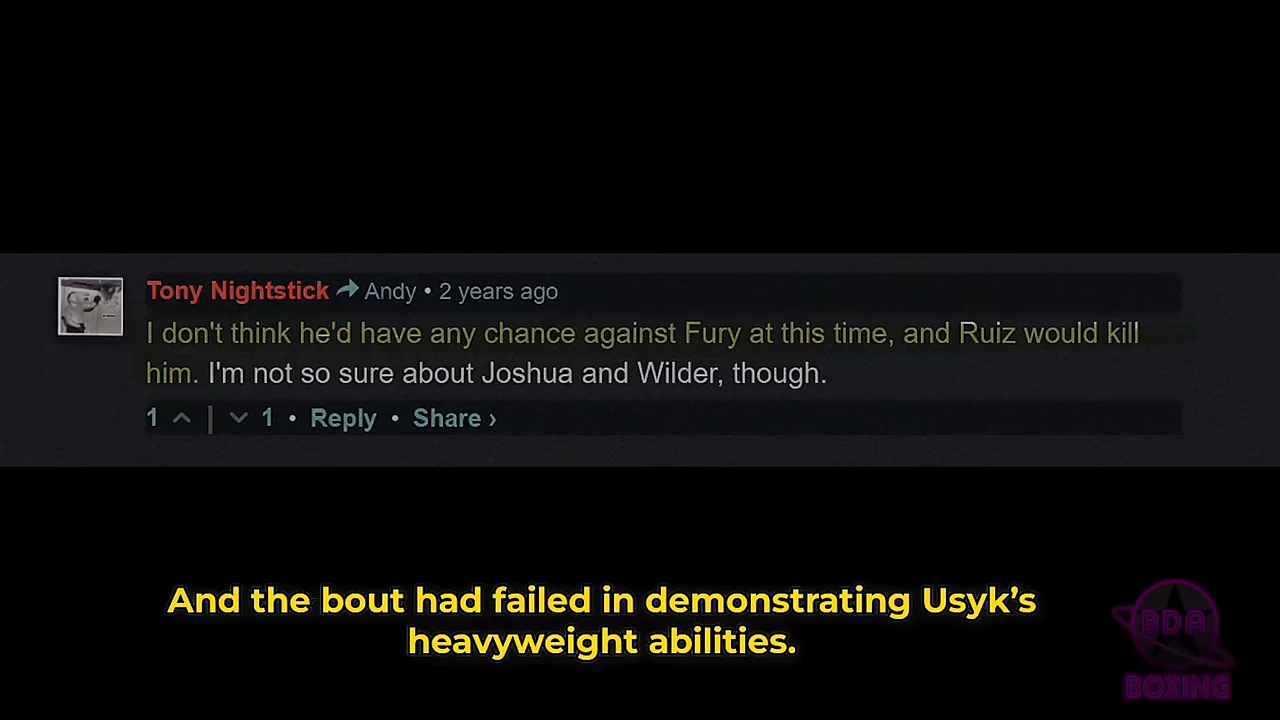 Tony Nightstick Andy • 2 years ago
I don't think he'd have any chance against Fury at this time, and Ruiz would kill
him. I'm not so sure about Joshua and Wilder, though.
1 | 1 • Reply • Share ›
And the bout had failed in demonstrating Usyk’s
heavyweight abilities.
BDA
BOXING